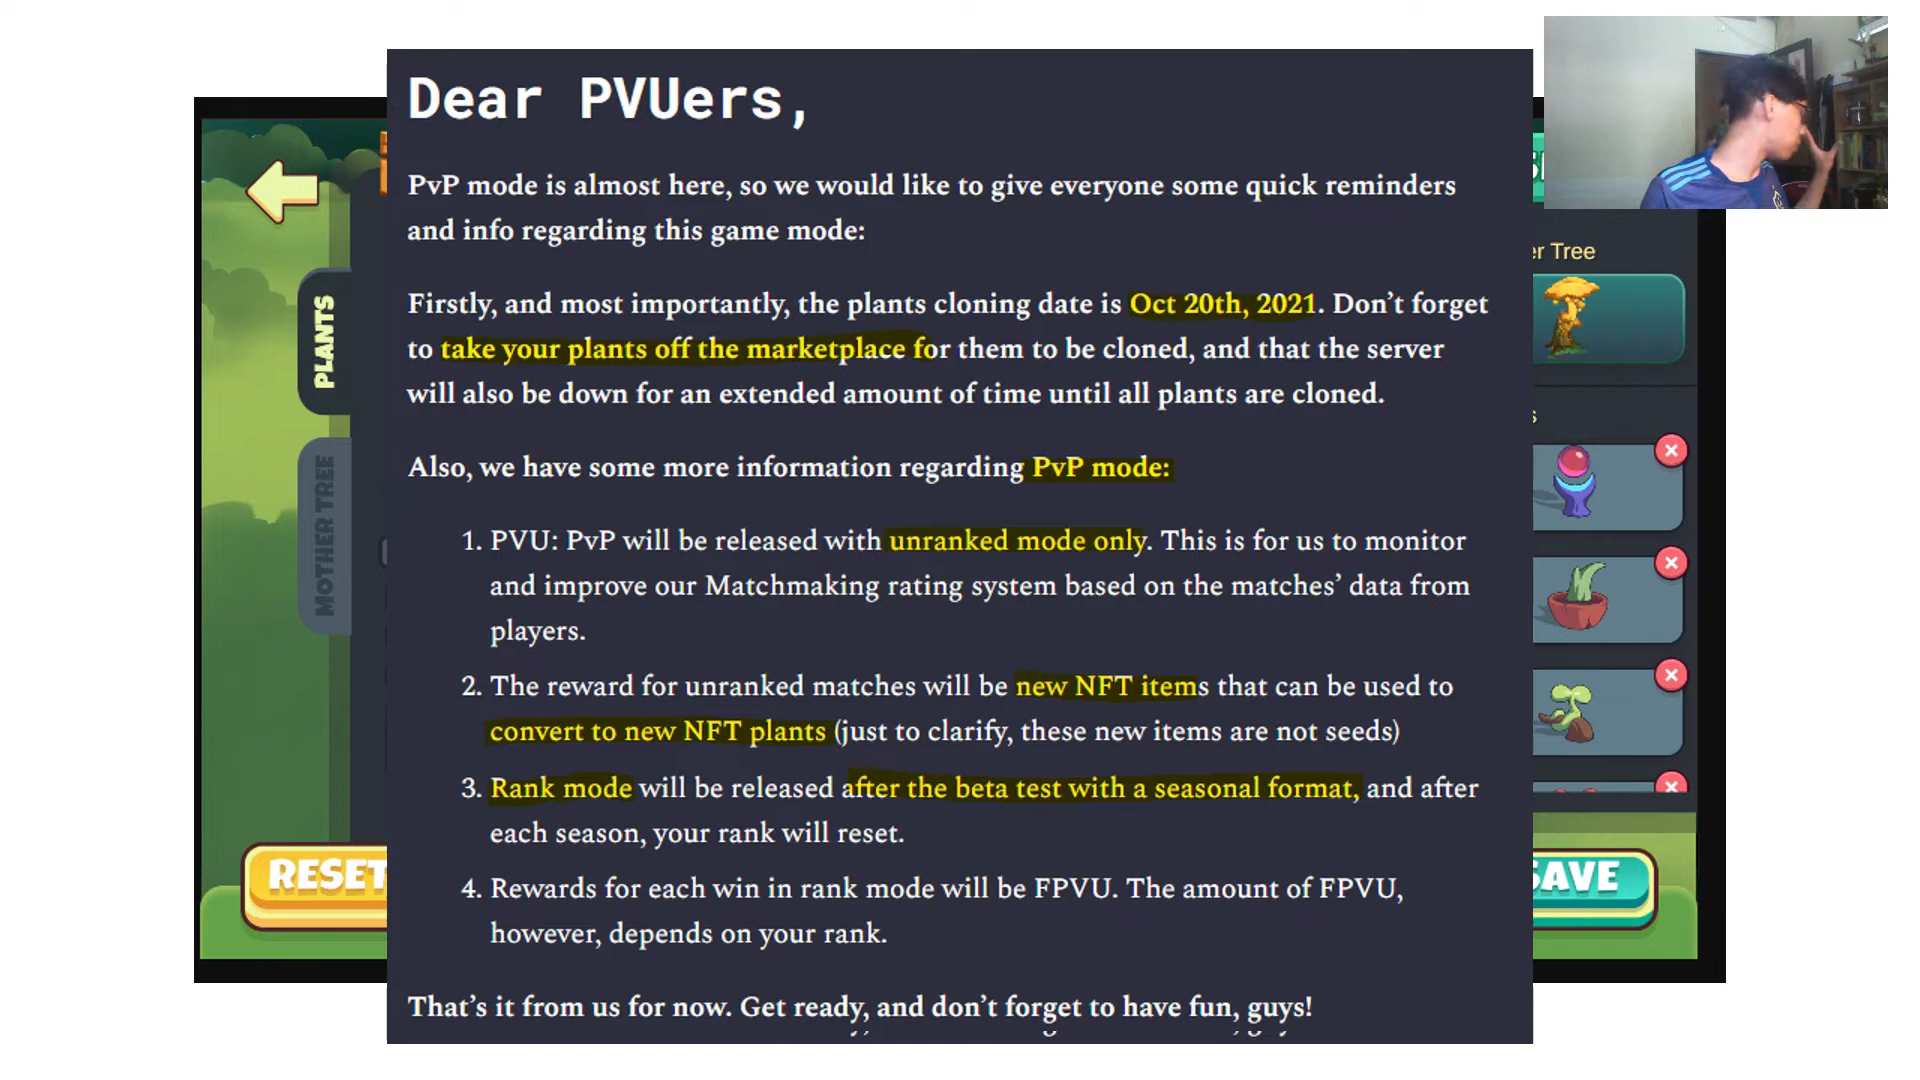 Dear PVUers,
PvP mode is almost here, so we would like to give everyone some quick reminders
and info regarding this game mode:
Firstly, and most importantly, the plants cloning date is Oct 20th, 2021. Don’t forget
to take your plants off the marketplace for them to be cloned, and that the server
will also be down for an extended amount of time until all plants are cloned.
Also, we have some more information regarding PvP mode:
1. PVU: PvP will be released with unranked mode only. This is for us to monitor
and improve our Matchmaking rating system based on the matches’ data from
players.
2. The reward for unranked matches will be new NFT items that can be used to
convert to new NFT plants (just to clarify, these new items are not seeds)
3. Rank mode will be released after the beta test with a seasonal format, and after
each season, your rank will reset.
4. Rewards for each win in rank mode will be FPVU. The amount of FPVU,
however, depends on your rank.
That’s it from us for now. Get ready, and don’t forget to have fun, guys!
PLANTS
MOTHER TREE
RESET
er Tree
s
SAVE